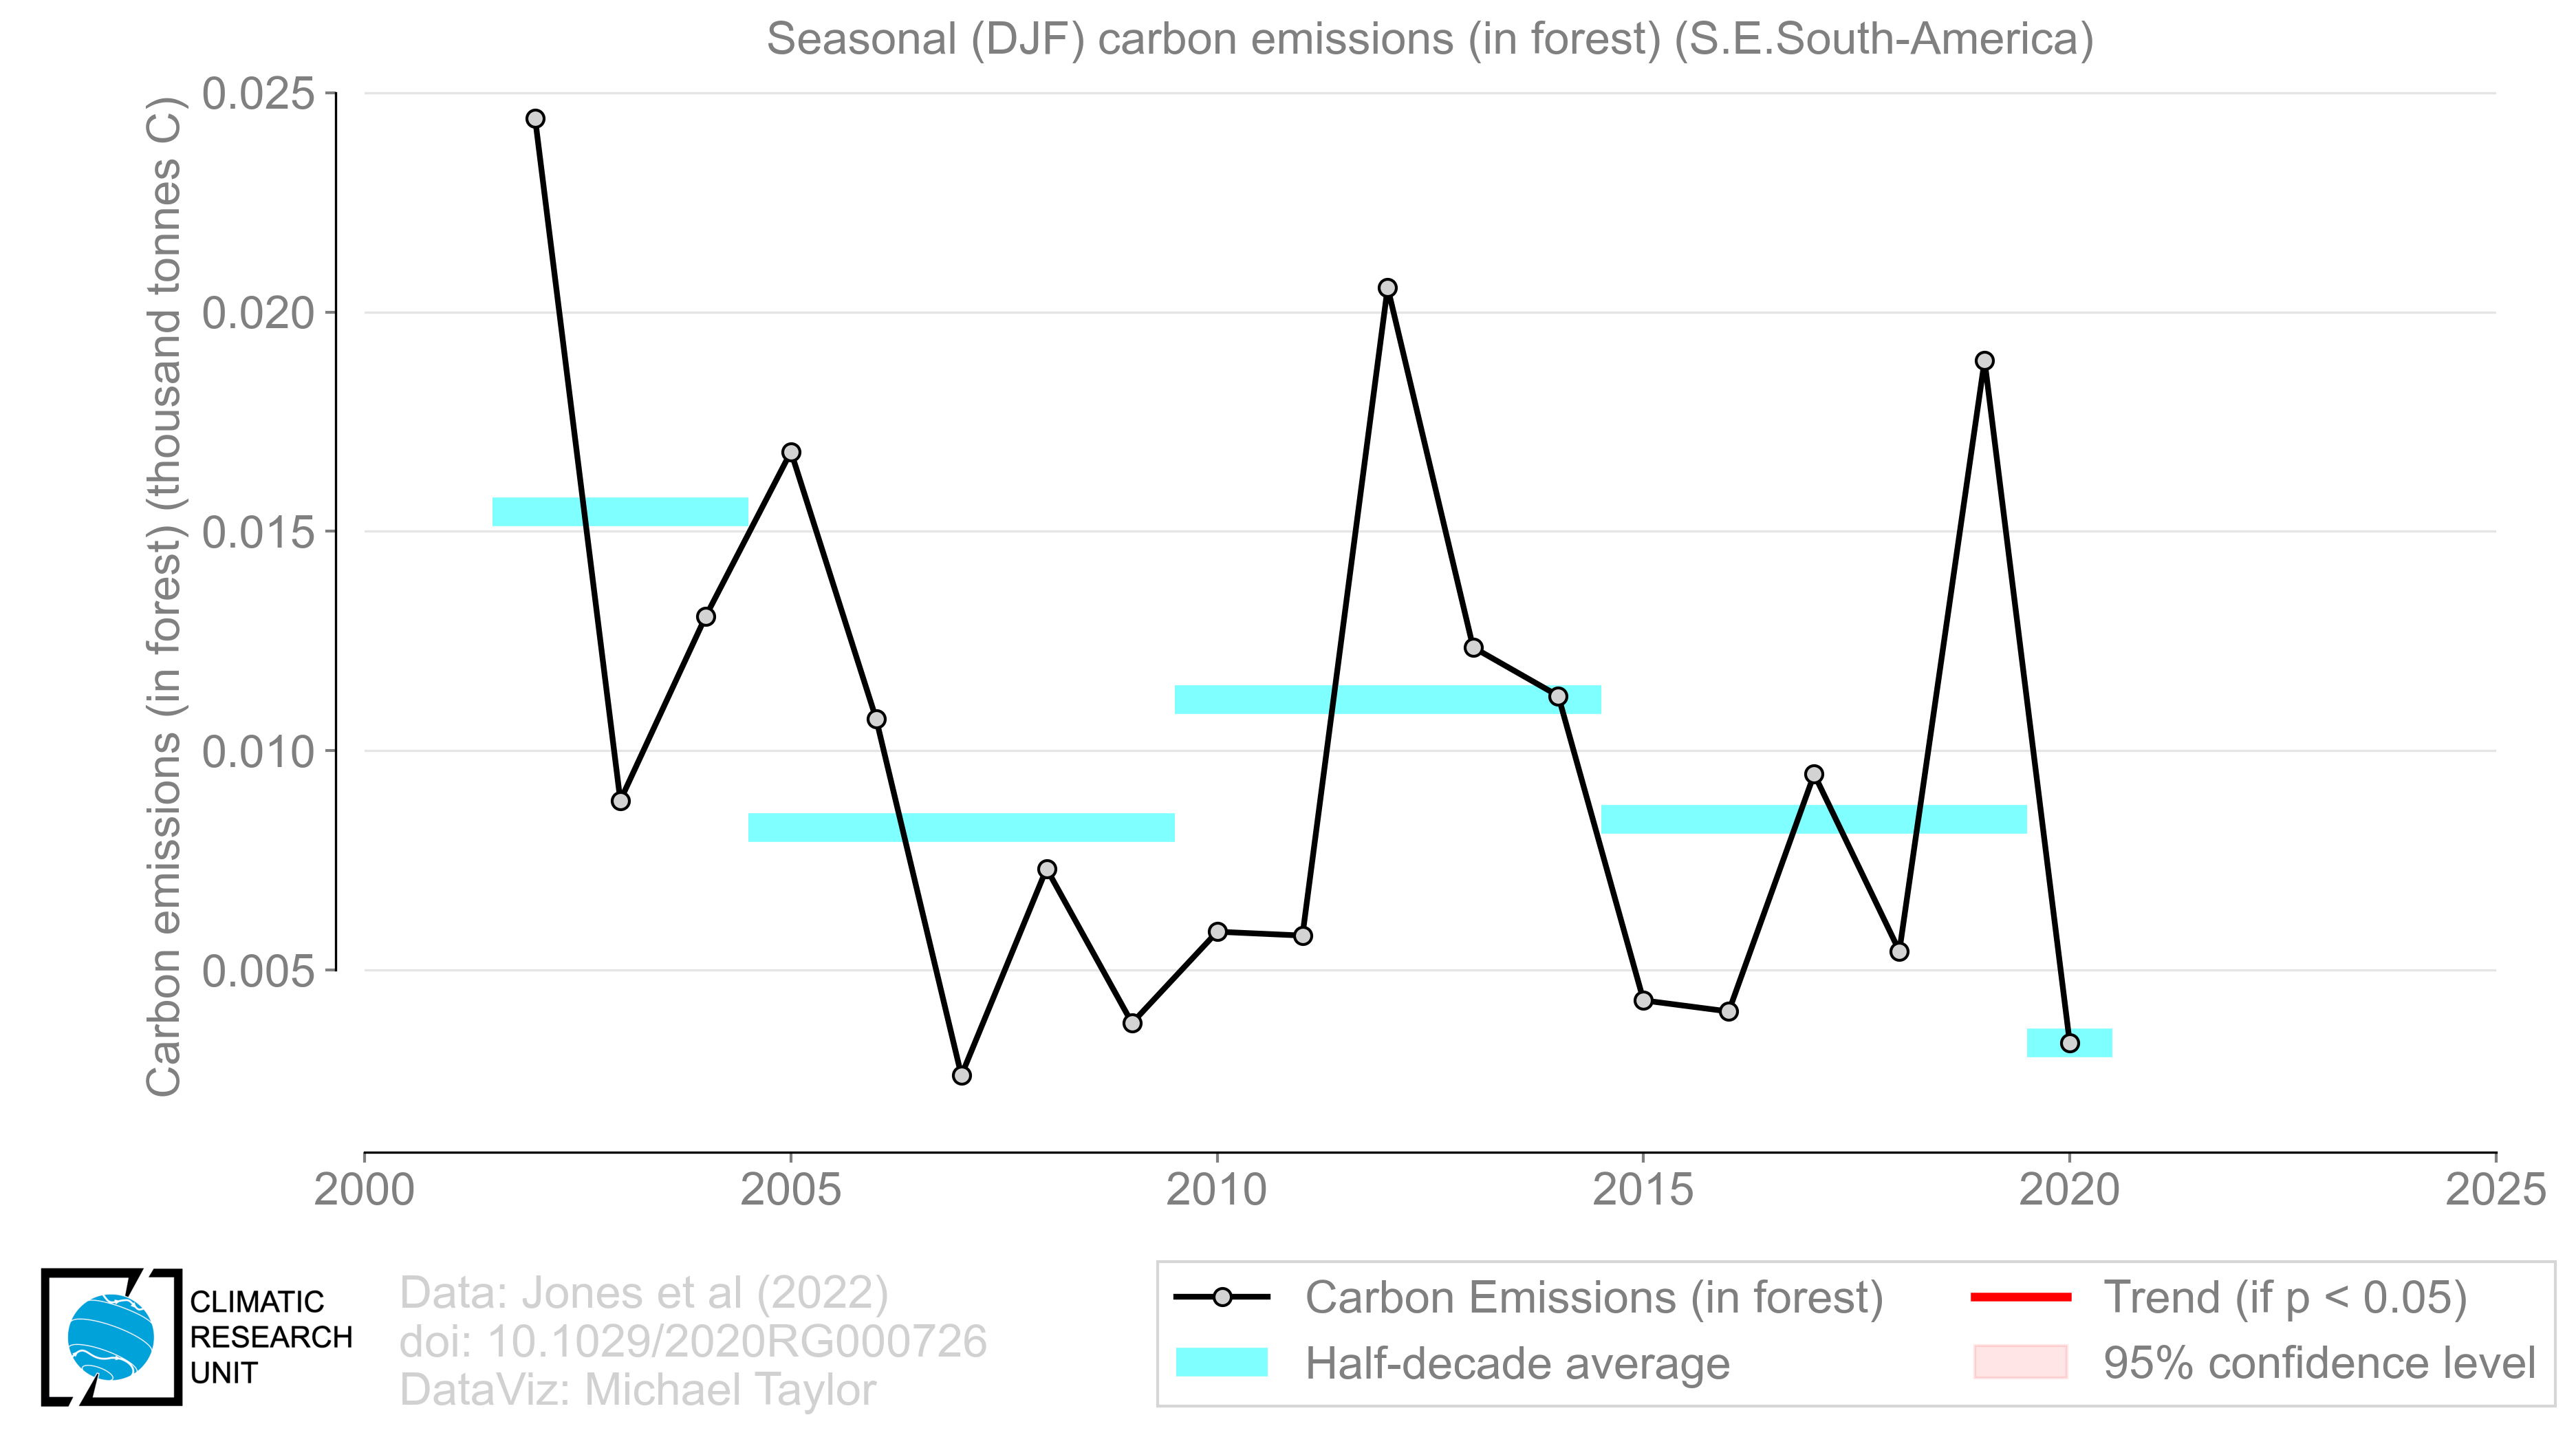 Seasonal (DJF) carbon emissions (in forest) (S.E.South-America)
Carbon emissions (in forest) (thousand tonnes C)
0.025
0.020
0.015
0.010
0.005
2000
2005
2010
2015
2020
2025
CLIMATIC
RESEARCH
UNIT
Data: Jones et al (2022)
doi: 10.1029/2020RG000726
DataViz: Michael Taylor
Carbon Emissions (in forest)
Half-decade average
Trend (if p < 0.05)
95% confidence level